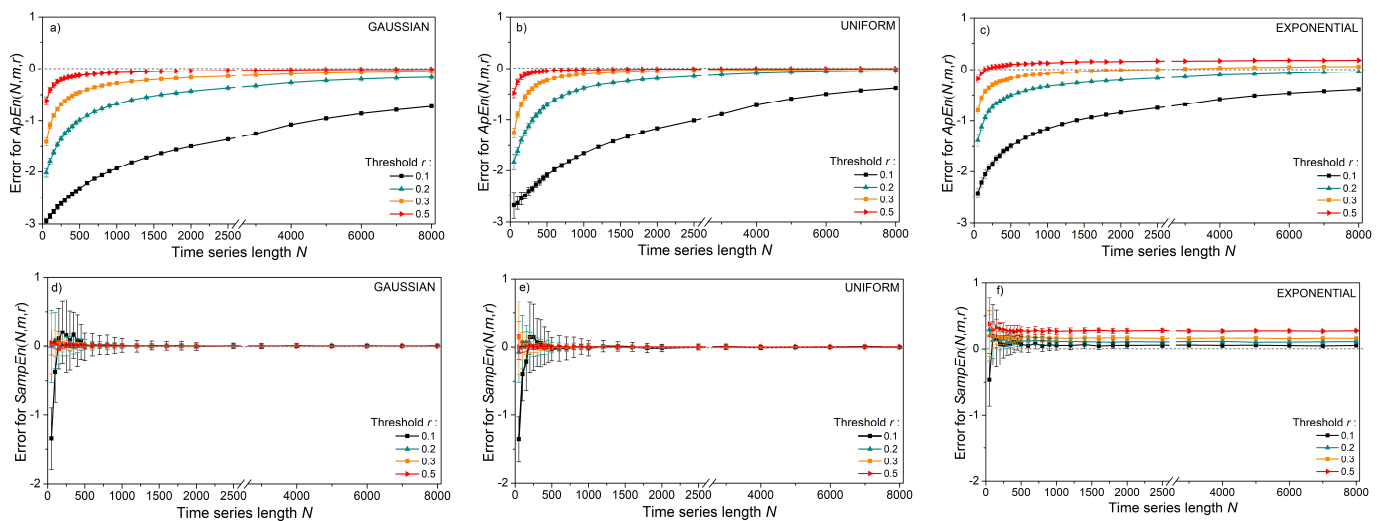 a)
GAUSSIAN
Error for ApEn(N,m,r)
1
0
-1
-2
-3
Threshold r :
0.1
0.2
0.3
0.5
0 500 1000 1500 2000 2500 4000 6000 8000
Time series length N
b)
UNIFORM
Error for ApEn(N,m,r)
1
0
-1
-2
-3
Threshold r :
0.1
0.2
0.3
0.5
0 500 1000 1500 2000 2500 4000 6000 8000
Time series length N
c)
EXPONENTIAL
Error for ApEn(N,m,r)
1
0
-1
-2
-3
Threshold r :
0.1
0.2
0.3
0.5
0 500 1000 1500 2000 2500 4000 6000 8000
Time series length N
d)
GAUSSIAN
Error for SampEn(N,m,r)
1
0
-1
-2
Threshold r :
0.1
0.2
0.3
0.5
0 500 1000 1500 2000 2500 4000 6000 8000
Time series length N
e)
UNIFORM
Error for SampEn(N,m,r)
1
0
-1
-2
Threshold r :
0.1
0.2
0.3
0.5
0 500 1000 1500 2000 2500 4000 6000 8000
Time series length N
f)
EXPONENTIAL
Error for SampEn(N,m,r)
1
0
-1
-2
Threshold r :
0.1
0.2
0.3
0.5
0 500 1000 1500 2000 2500 4000 6000 8000
Time series length N